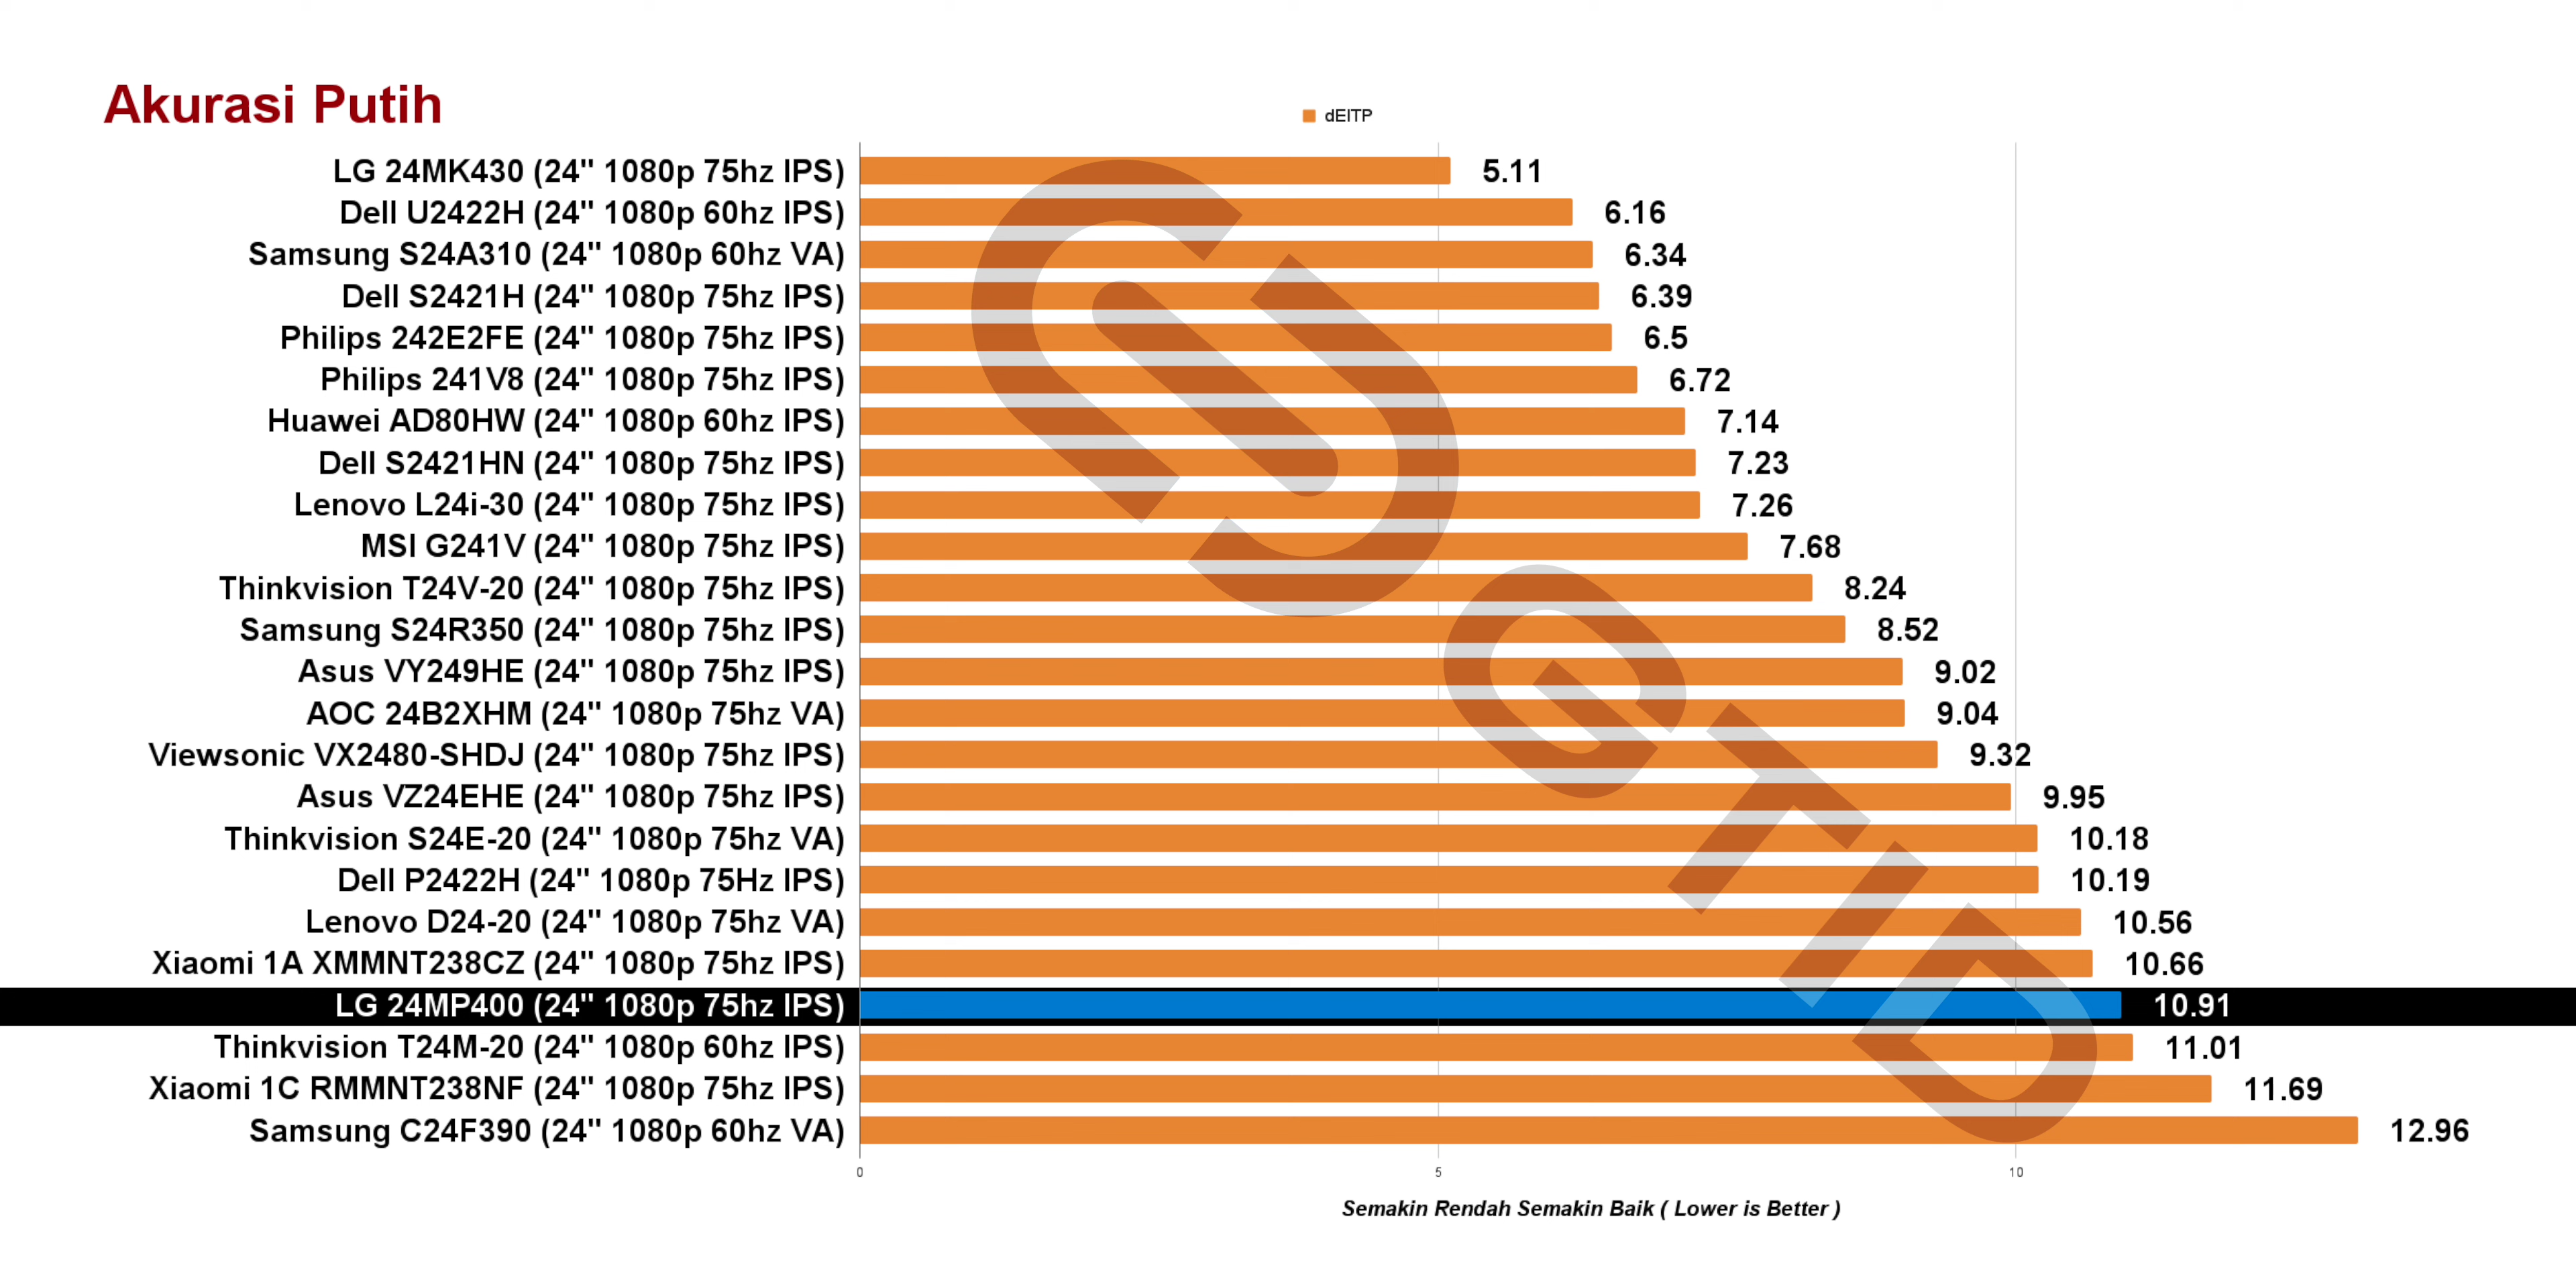 Akurasi Putih
dEITP
LG 24MK430 (24" 1080p 75hz IPS) 5.11
Dell U2422H (24" 1080p 60hz IPS) 6.16
Samsung S24A310 (24" 1080p 60hz VA) 6.34
Dell S2421H (24" 1080p 75hz IPS) 6.39
Philips 242E2FE (24" 1080p 75hz IPS) 6.5
Philips 241V8 (24" 1080p 75hz IPS) 6.72
Huawei AD80HW (24" 1080p 60hz IPS) 7.14
Dell S2421HN (24" 1080p 75hz IPS) 7.23
Lenovo L24i-30 (24" 1080p 75hz IPS) 7.26
MSI G241V (24" 1080p 75hz IPS) 7.68
Thinkvision T24V-20 (24" 1080p 75hz IPS) 8.24
Samsung S24R350 (24" 1080p 75hz IPS) 8.52
Asus VY249HE (24" 1080p 75hz IPS) 9.02
AOC 24B2XHM (24" 1080p 75hz VA) 9.04
Viewsonic VX2480-SHDJ (24" 1080p 75hz IPS) 9.32
Asus VZ24EHE (24" 1080p 75hz IPS) 9.95
Thinkvision S24E-20 (24" 1080p 75hz VA) 10.18
Dell P2422H (24" 1080p 75Hz IPS) 10.19
Lenovo D24-20 (24" 1080p 75hz VA) 10.56
Xiaomi 1A XMMNT238CZ (24" 1080p 75hz IPS) 10.66
LG 24MP400 (24" 1080p 75hz IPS) 10.91
Thinkvision T24M-20 (24" 1080p 60hz IPS) 11.01
Xiaomi 1C RMMNT238NF (24" 1080p 75hz IPS) 11.69
Samsung C24F390 (24" 1080p 60hz VA) 12.96
0 5 10
Semakin Rendah Semakin Baik ( Lower is Better )
GTID